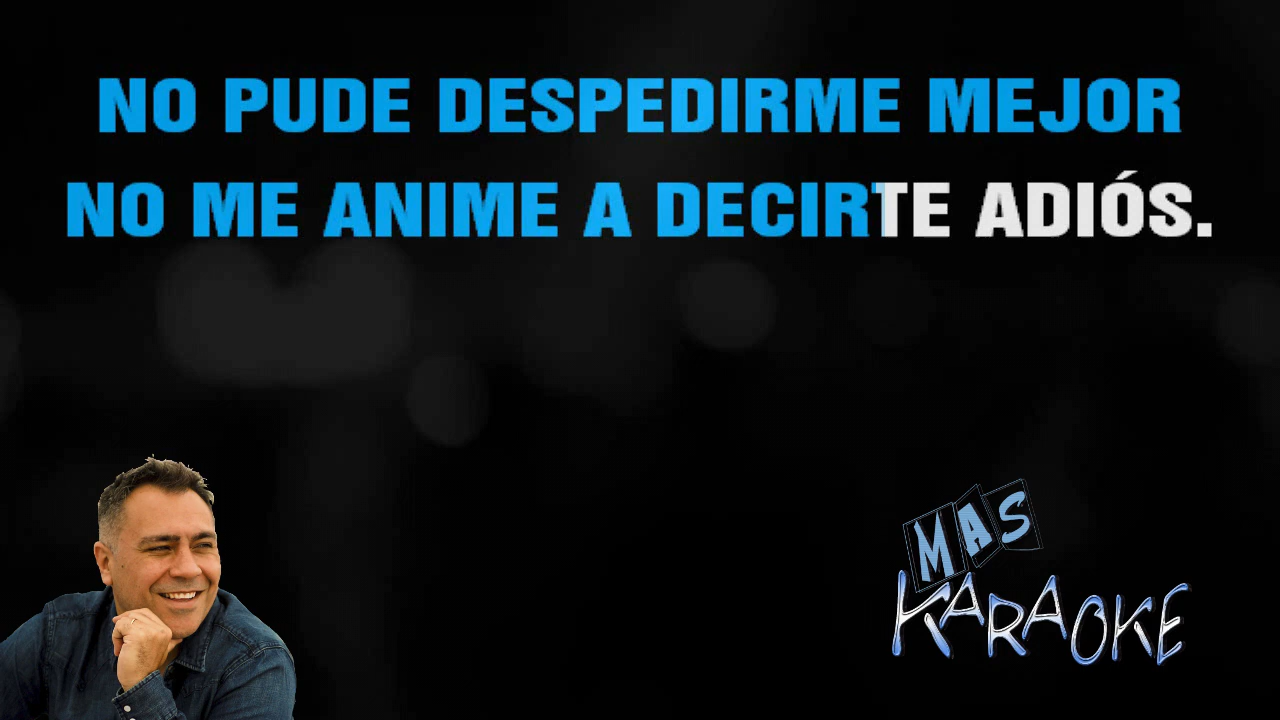 NO PUDE DESPEDIRME MEJOR
NO ME ANIME A DECIRTE ADIÓS.
MAS
KARAOKE